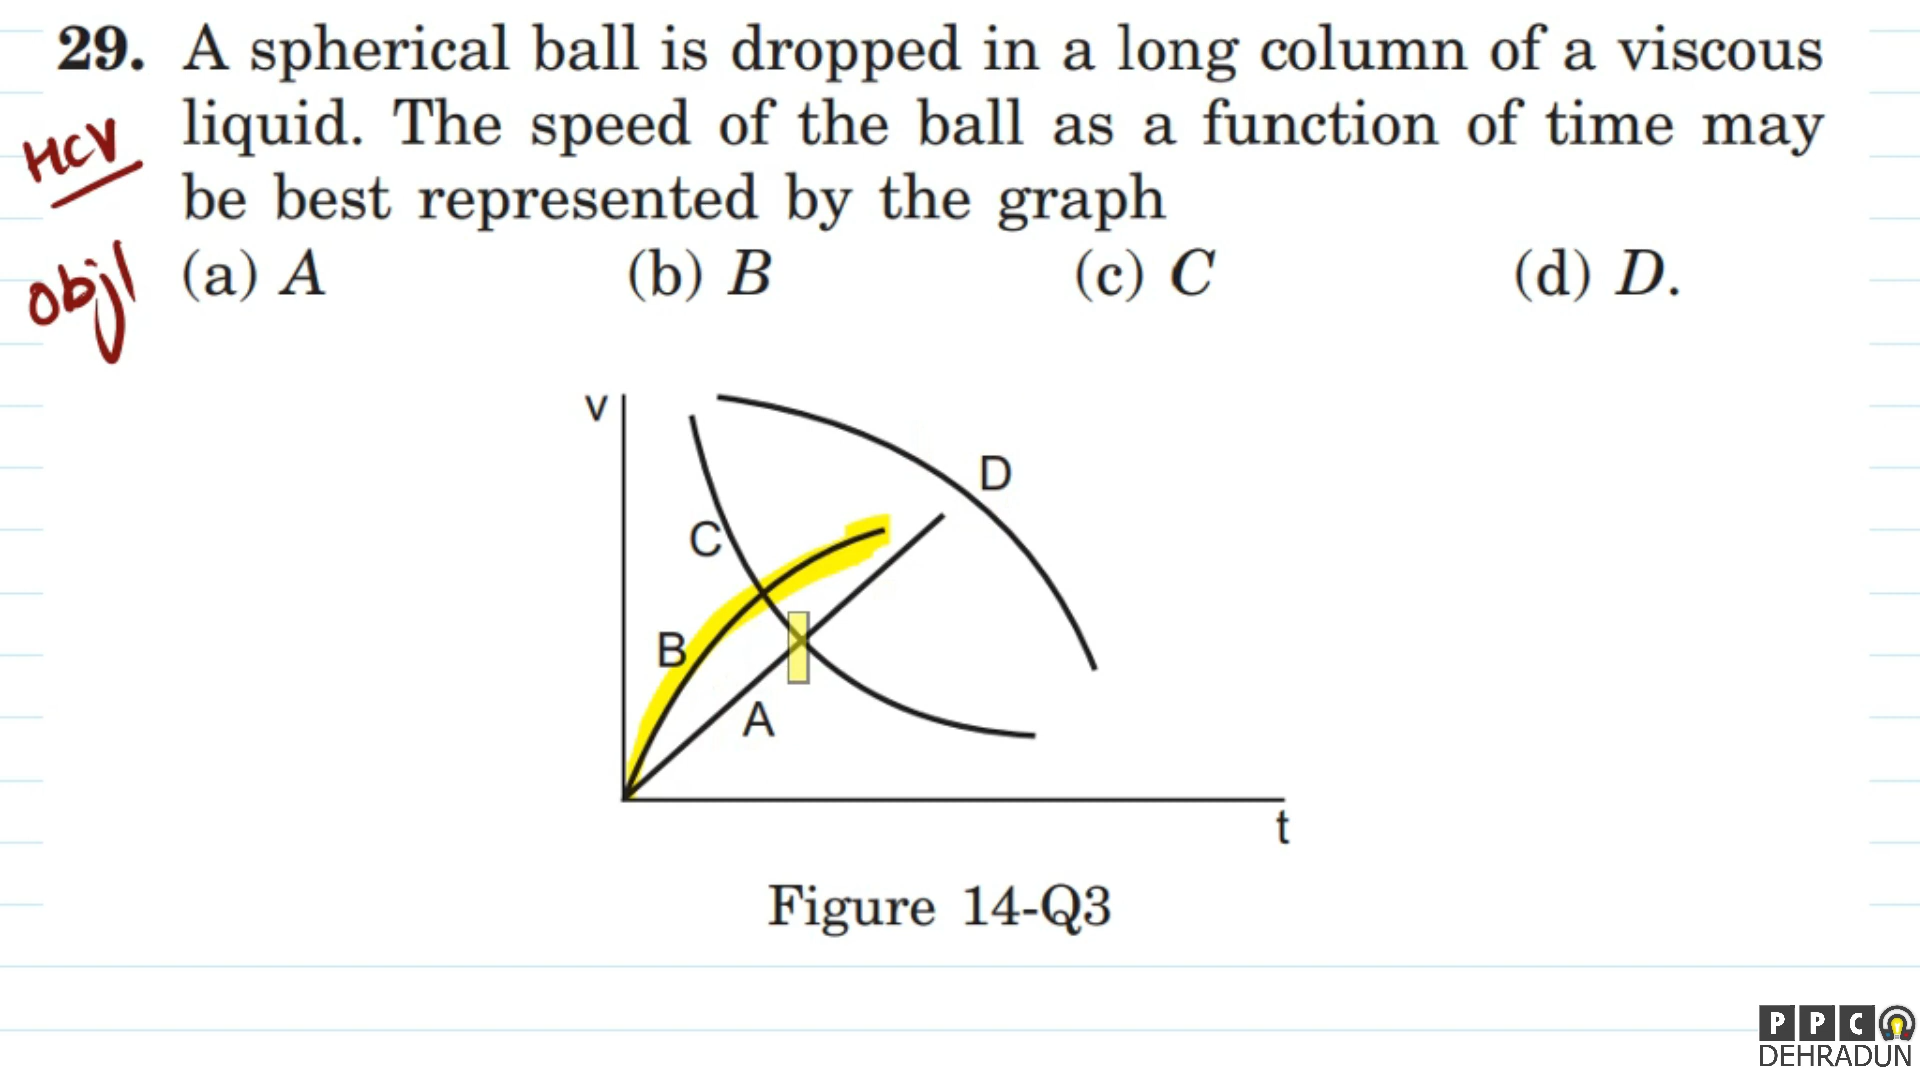 29. A spherical ball is dropped in a long column of a viscous
HCV
liquid. The speed of the ball as a function of time may
be best represented by the graph
Obj1
(a) A (b) B (c) C (d) D.
v
D
C
B
A
t
Figure 14-Q3
PPC
DEHRADUN